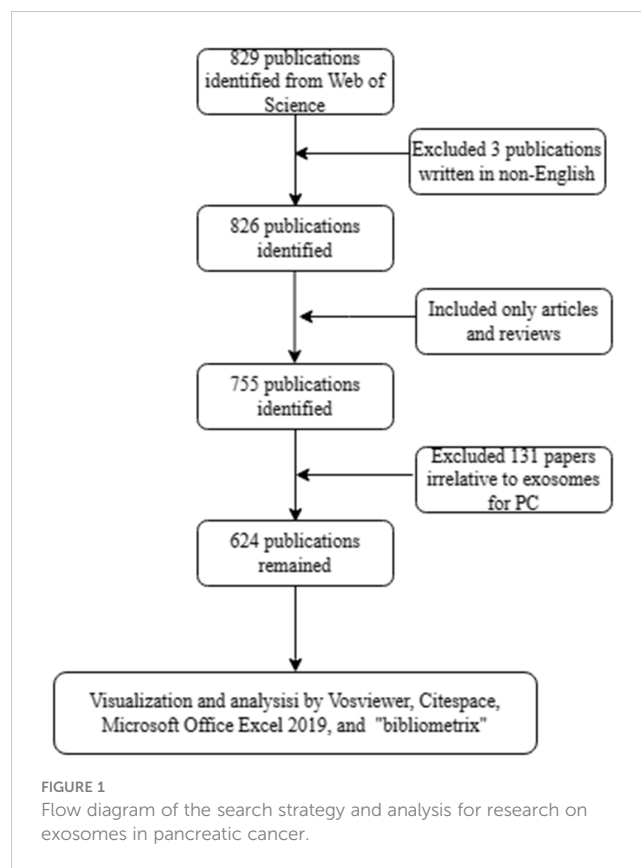 829 publications
identified from Web of
Science
Excluded 3 publications
written in non-English
826 publications
identified
Included only articles
and reviews
755 publications
identified
Excluded 131 papers
irrelative to exosomes
for PC
624 publications
remained
Visualization and analysisi by Vosviewer, Citespace,
Microsoft Office Excel 2019, and "bibliometrix"
FIGURE 1
Flow diagram of the search strategy and analysis for research on
exosomes in pancreatic cancer.